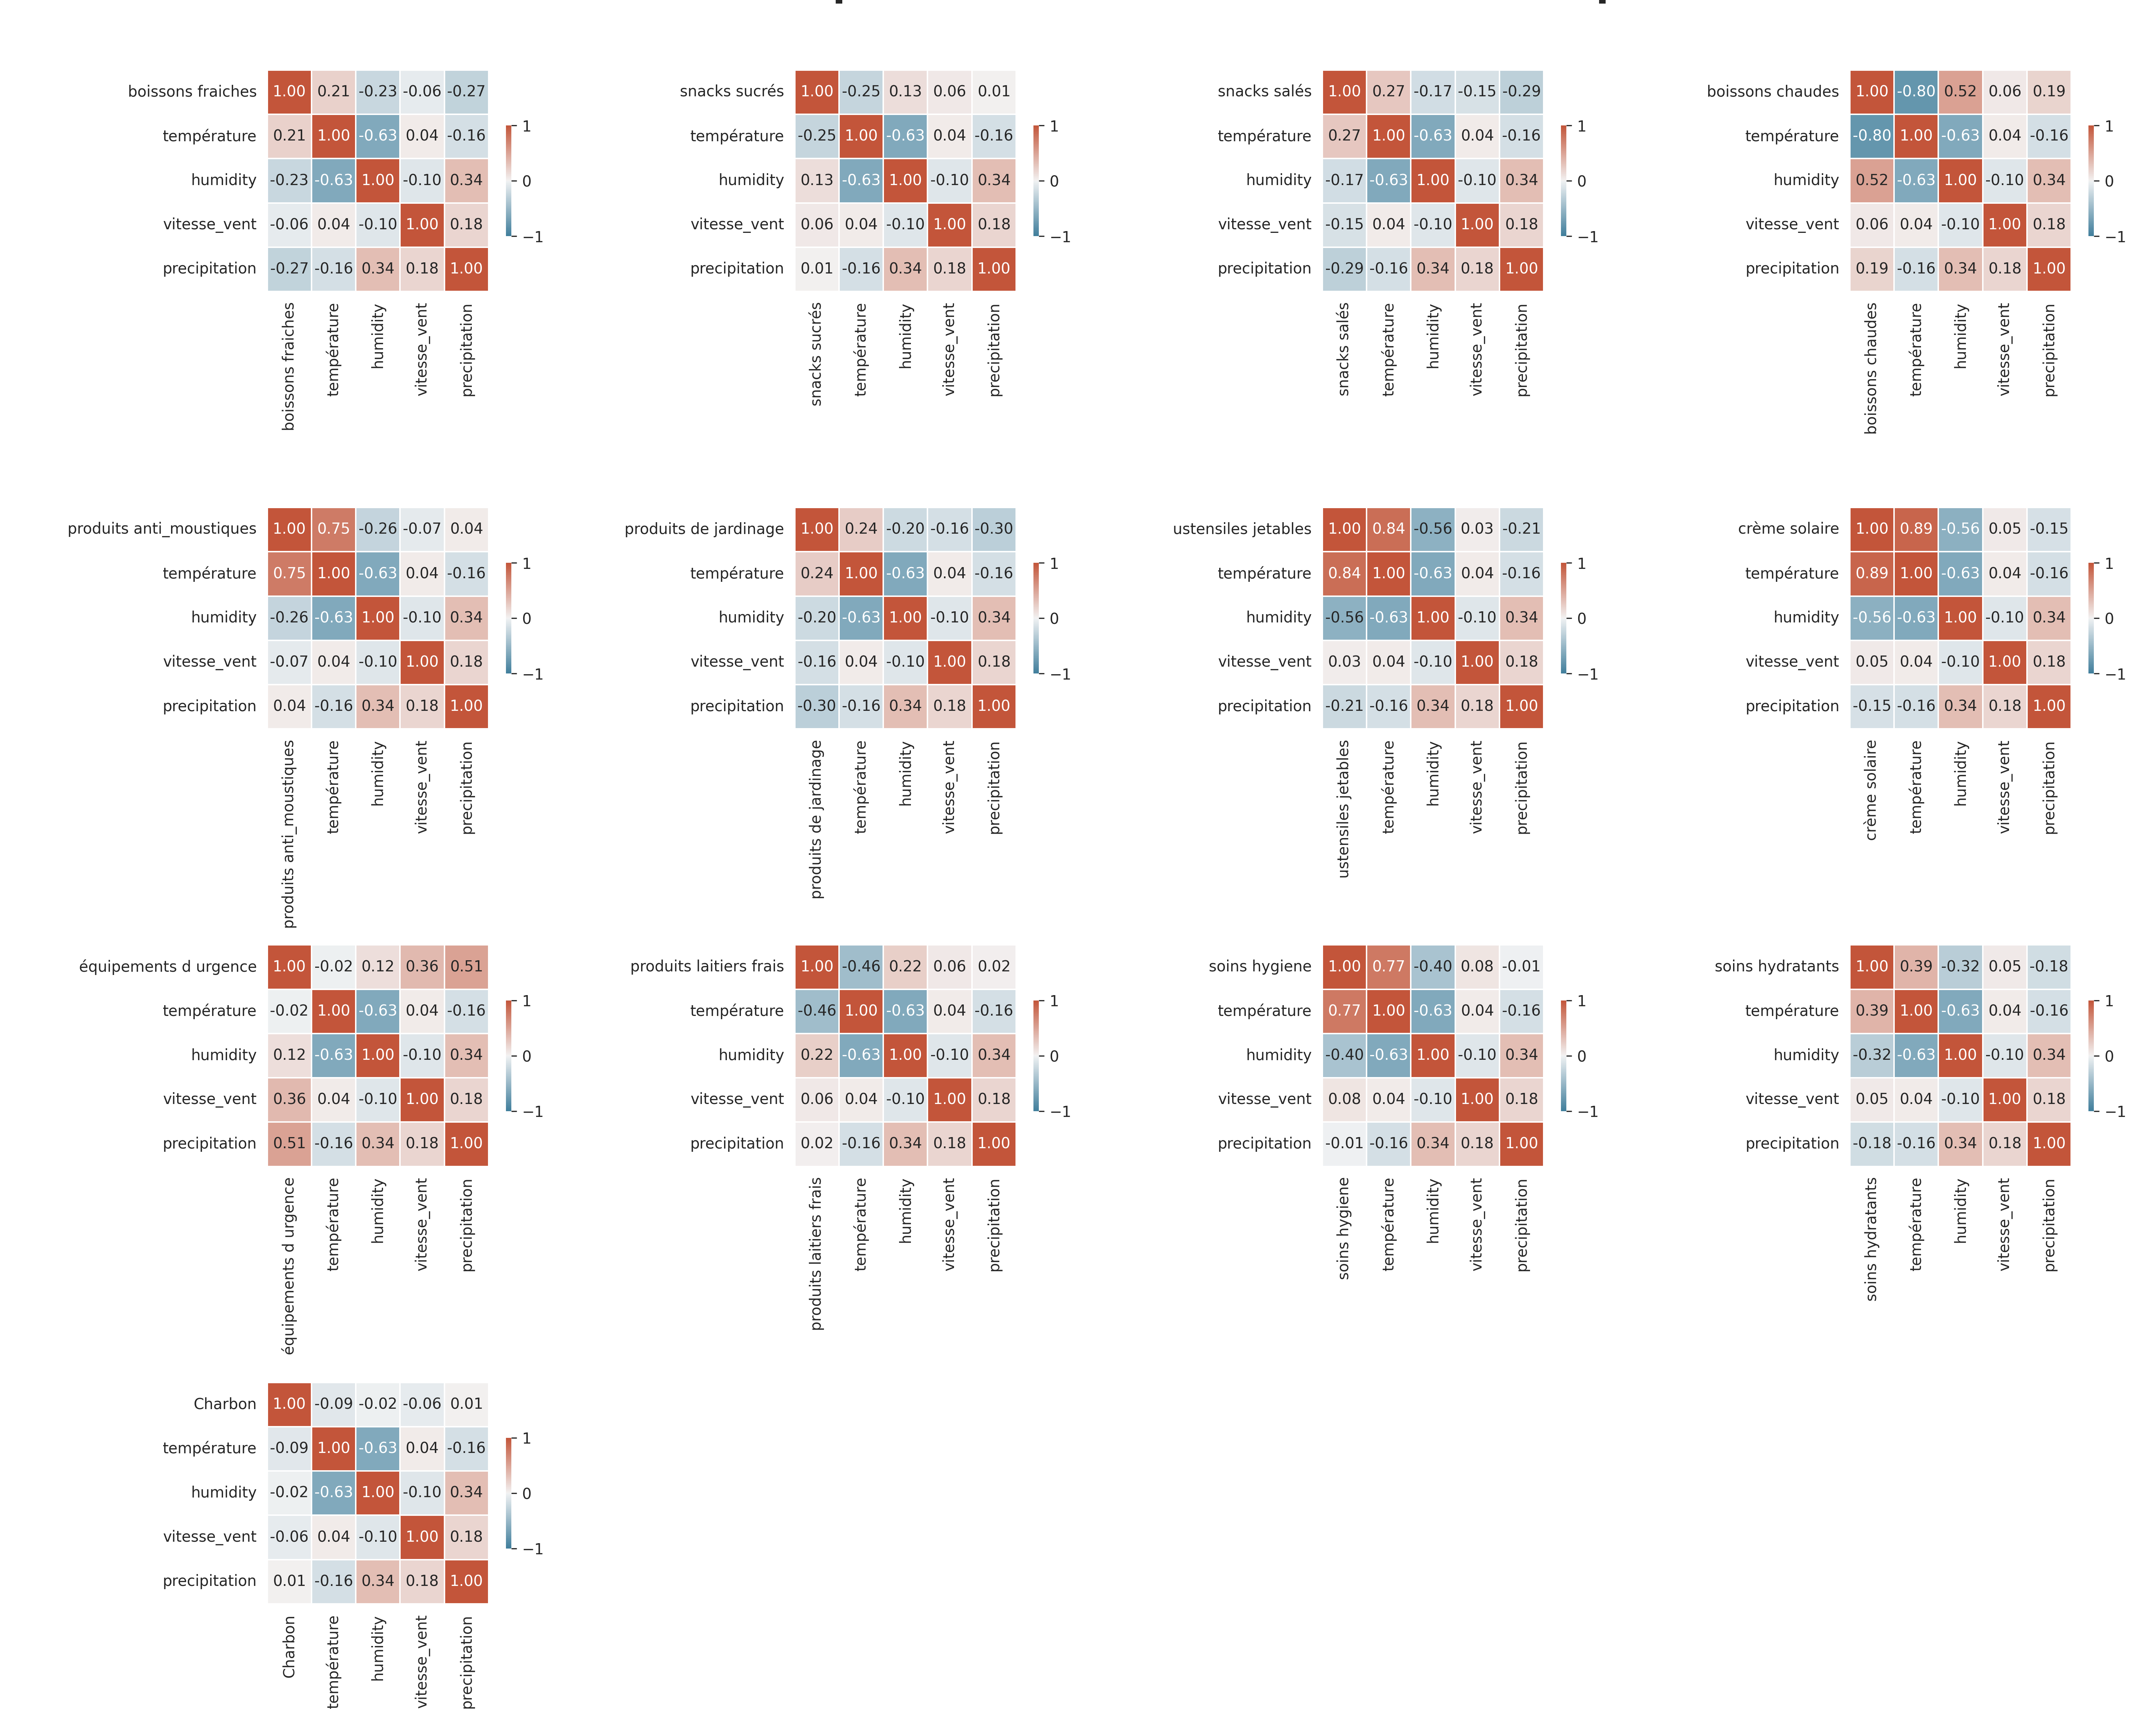 boissons fraiches 1.00 0.21 -0.23 -0.06 -0.27
température 0.21 1.00 -0.63 0.04 -0.16
humidity -0.23 -0.63 1.00 -0.10 0.34
vitesse_vent -0.06 0.04 -0.10 1.00 0.18
precipitation -0.27 -0.16 0.34 0.18 1.00
boissons fraiches
température
humidity
vitesse_vent
precipitation
1
0
−1
snacks sucrés 1.00 -0.25 0.13 0.06 0.01
température -0.25 1.00 -0.63 0.04 -0.16
humidity 0.13 -0.63 1.00 -0.10 0.34
vitesse_vent 0.06 0.04 -0.10 1.00 0.18
precipitation 0.01 -0.16 0.34 0.18 1.00
snacks sucrés
température
humidity
vitesse_vent
precipitation
1
0
−1
snacks salés 1.00 0.27 -0.17 -0.15 -0.29
température 0.27 1.00 -0.63 0.04 -0.16
humidity -0.17 -0.63 1.00 -0.10 0.34
vitesse_vent -0.15 0.04 -0.10 1.00 0.18
precipitation -0.29 -0.16 0.34 0.18 1.00
snacks salés
température
humidity
vitesse_vent
precipitation
1
0
−1
boissons chaudes 1.00 -0.80 0.52 0.06 0.19
température -0.80 1.00 -0.63 0.04 -0.16
humidity 0.52 -0.63 1.00 -0.10 0.34
vitesse_vent 0.06 0.04 -0.10 1.00 0.18
precipitation 0.19 -0.16 0.34 0.18 1.00
boissons chaudes
température
humidity
vitesse_vent
precipitation
1
0
−1
produits anti_moustiques 1.00 0.75 -0.26 -0.07 0.04
température 0.75 1.00 -0.63 0.04 -0.16
humidity -0.26 -0.63 1.00 -0.10 0.34
vitesse_vent -0.07 0.04 -0.10 1.00 0.18
precipitation 0.04 -0.16 0.34 0.18 1.00
produits anti_moustiques
température
humidity
vitesse_vent
precipitation
1
0
−1
produits de jardinage 1.00 0.24 -0.20 -0.16 -0.30
température 0.24 1.00 -0.63 0.04 -0.16
humidity -0.20 -0.63 1.00 -0.10 0.34
vitesse_vent -0.16 0.04 -0.10 1.00 0.18
precipitation -0.30 -0.16 0.34 0.18 1.00
produits de jardinage
température
humidity
vitesse_vent
precipitation
1
0
−1
ustensiles jetables 1.00 0.84 -0.56 0.03 -0.21
température 0.84 1.00 -0.63 0.04 -0.16
humidity -0.56 -0.63 1.00 -0.10 0.34
vitesse_vent 0.03 0.04 -0.10 1.00 0.18
precipitation -0.21 -0.16 0.34 0.18 1.00
ustensiles jetables
température
humidity
vitesse_vent
precipitation
1
0
−1
crème solaire 1.00 0.89 -0.56 0.05 -0.15
température 0.89 1.00 -0.63 0.04 -0.16
humidity -0.56 -0.63 1.00 -0.10 0.34
vitesse_vent 0.05 0.04 -0.10 1.00 0.18
precipitation -0.15 -0.16 0.34 0.18 1.00
crème solaire
température
humidity
vitesse_vent
precipitation
1
0
−1
équipements d urgence 1.00 -0.02 0.12 0.36 0.51
température -0.02 1.00 -0.63 0.04 -0.16
humidity 0.12 -0.63 1.00 -0.10 0.34
vitesse_vent 0.36 0.04 -0.10 1.00 0.18
precipitation 0.51 -0.16 0.34 0.18 1.00
équipements d urgence
température
humidity
vitesse_vent
precipitation
1
0
−1
produits laitiers frais 1.00 -0.46 0.22 0.06 0.02
température -0.46 1.00 -0.63 0.04 -0.16
humidity 0.22 -0.63 1.00 -0.10 0.34
vitesse_vent 0.06 0.04 -0.10 1.00 0.18
precipitation 0.02 -0.16 0.34 0.18 1.00
produits laitiers frais
température
humidity
vitesse_vent
precipitation
1
0
−1
soins hygiene 1.00 0.77 -0.40 0.08 -0.01
température 0.77 1.00 -0.63 0.04 -0.16
humidity -0.40 -0.63 1.00 -0.10 0.34
vitesse_vent 0.08 0.04 -0.10 1.00 0.18
precipitation -0.01 -0.16 0.34 0.18 1.00
soins hygiene
température
humidity
vitesse_vent
precipitation
1
0
−1
soins hydratants 1.00 0.39 -0.32 0.05 -0.18
température 0.39 1.00 -0.63 0.04 -0.16
humidity -0.32 -0.63 1.00 -0.10 0.34
vitesse_vent 0.05 0.04 -0.10 1.00 0.18
precipitation -0.18 -0.16 0.34 0.18 1.00
soins hydratants
température
humidity
vitesse_vent
precipitation
1
0
−1
Charbon 1.00 -0.09 -0.02 -0.06 0.01
température -0.09 1.00 -0.63 0.04 -0.16
humidity -0.02 -0.63 1.00 -0.10 0.34
vitesse_vent -0.06 0.04 -0.10 1.00 0.18
precipitation 0.01 -0.16 0.34 0.18 1.00
Charbon
température
humidity
vitesse_vent
precipitation
1
0
−1